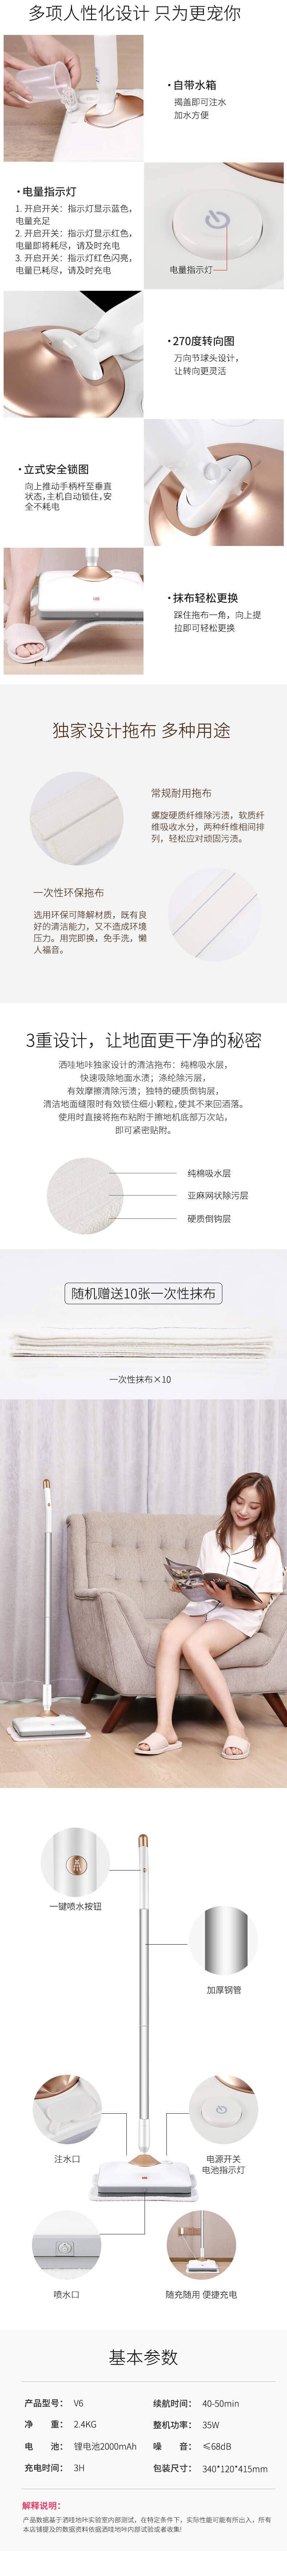 多项人性化设计 只为更宠你
·自带水箱
揭盖即可注水
加水方便
·电量指示灯
1. 开启开关：指示灯显示蓝色，
电量充足
2. 开启开关：指示灯显示红色，
电量即将耗尽，请及时充电
3. 开启开关：指示灯红色闪亮，
电量已耗尽，请及时充电
电量指示灯
·270度转向图
万向节球头设计，
让转向更灵活
·立式安全锁图
向上推动手柄杆至垂直
状态，主机自动锁住，安
全不耗电
·抹布轻松更换
踩住拖布一角，向上提
拉即可轻松更换
独家设计拖布 多种用途
常规耐用拖布
螺旋硬质纤维除污渍，软质纤
维吸收水分，两种纤维相间排
列，轻松应对顽固污渍。
一次性环保拖布
选用环保可降解材质，既有良
好的清洁能力，又不造成环境
压力。用完即换，免手洗，懒
人福音。
3重设计，让地面更干净的秘密
洒哇地咔独家设计的清洁拖布：纯棉吸水层，
快速吸除地面水渍；涤纶除污层，
有效摩擦清除污渍；独特的硬质倒钩层，
清洁地面缝隙时有效锁住细小颗粒，使其不来回洒落。
使用时直接将拖布粘附于擦地机底部万次站，
即可紧密贴附。
纯棉吸水层
亚麻网状除污层
硬质倒钩层
随机赠送10张一次性抹布
一次性抹布×10
一键喷水按钮
加厚钢管
注水口
电源开关
电池指示灯
喷水口
随充随用 便捷充电
基本参数
产品型号： V6
续航时间： 40-50min
净 重： 2.4KG
整机功率： 35W
电 池： 锂电池2000mAh
噪 音： ≤68dB
充电时间： 3H
包装尺寸： 340*120*415mm
解释说明：
产品数据基于洒哇地咔实验室内部测试，在特定条件下，实际性能可能有所出入，所有
本店铺提及的数据资料依据洒哇地咔内部试验或者收集!